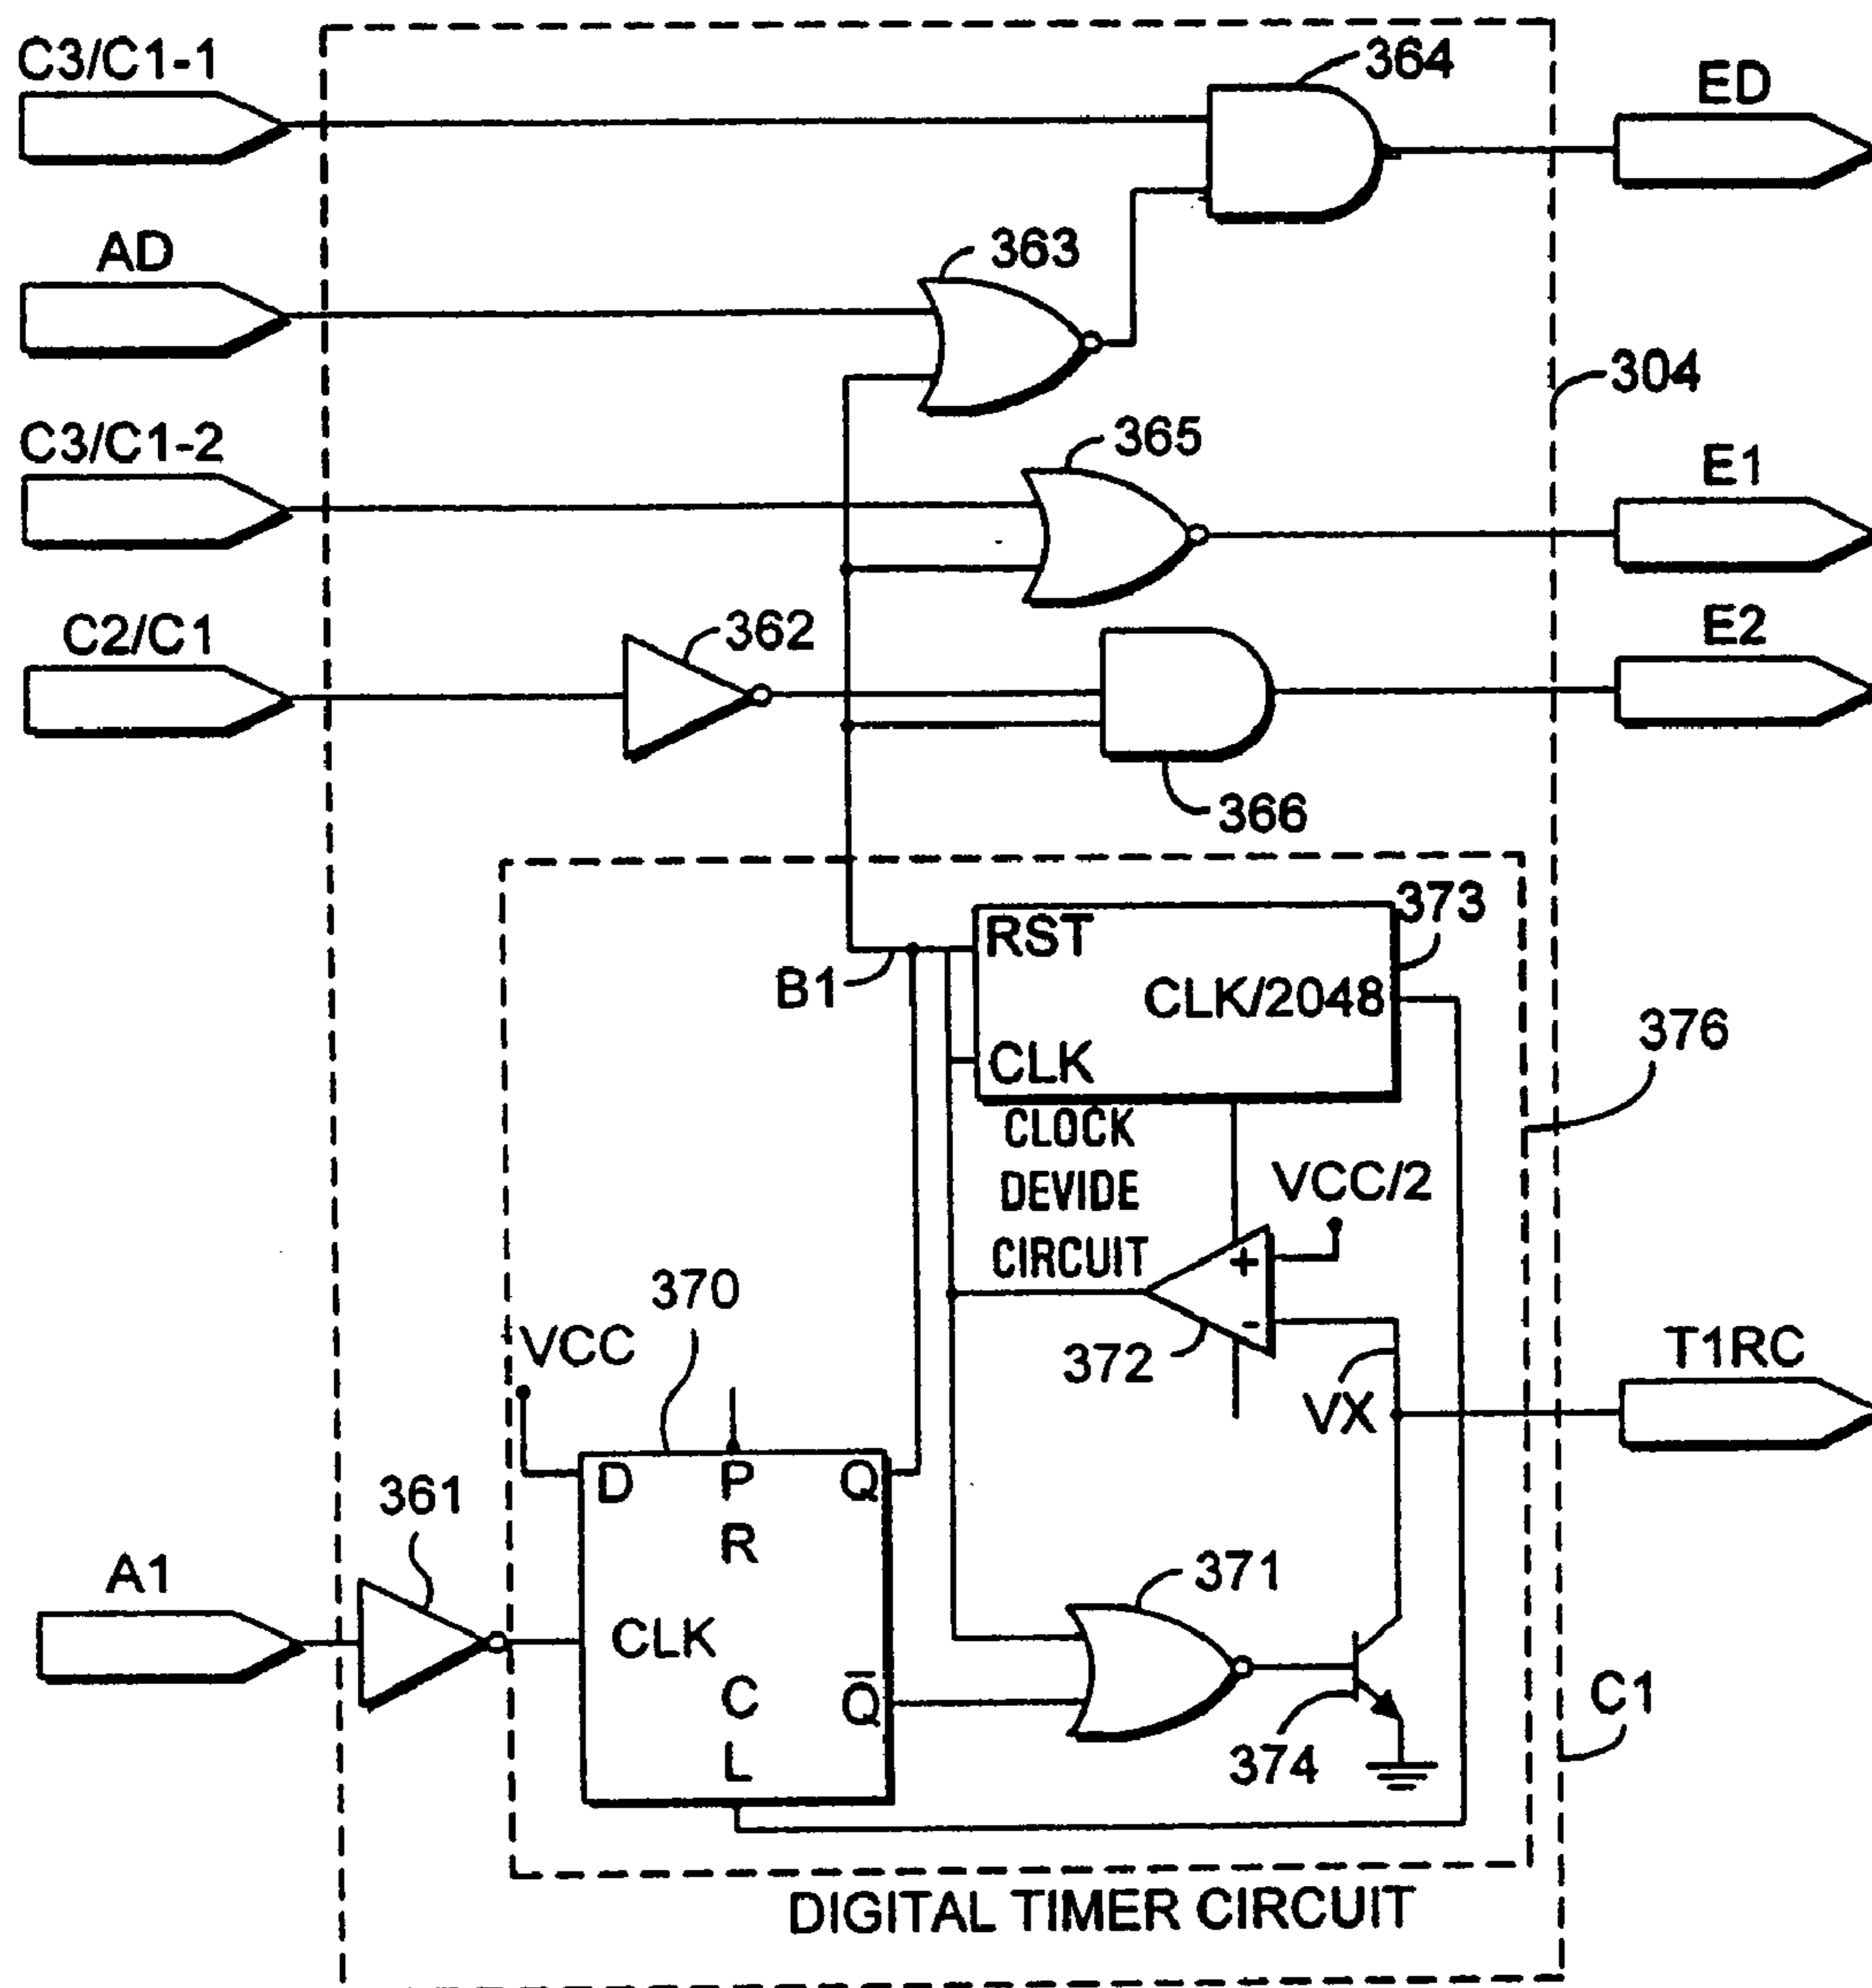 C3/C1-1
364
ED
AD
363
304
C3/C1-2
365
E1
C2/C1
362
E2
366
373
RST
B1
CLK/2048
376
CLK
CLOCK
DEVIDE
CIRCUIT
VCC/2
+
-
370
VCC
372
VX
T1RC
D
P
R
Q
361
A1
CLK
C
L
Q̅
371
374
C1
DIGITAL TIMER CIRCUIT